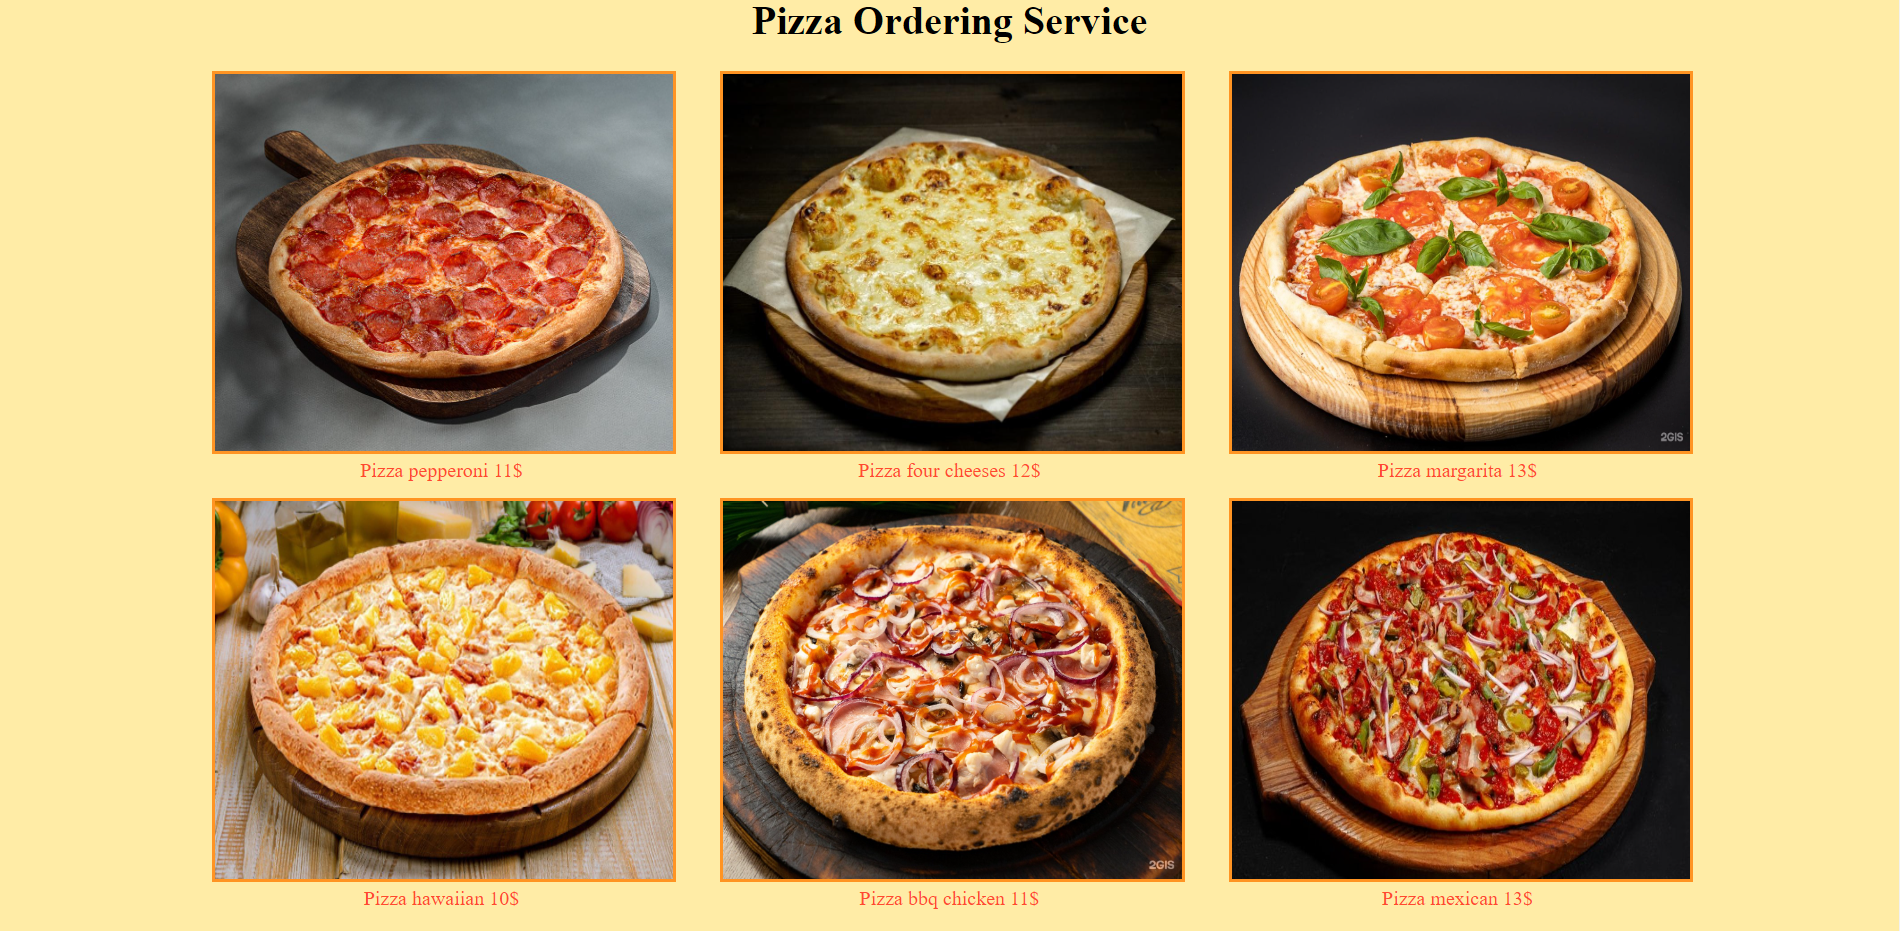 Pizza Ordering Service
Pizza pepperoni 11$
Pizza four cheeses 12$
2GIS
Pizza margarita 13$
Pizza hawaiian 10$
2GIS
Pizza bbq chicken 11$
Pizza mexican 13$